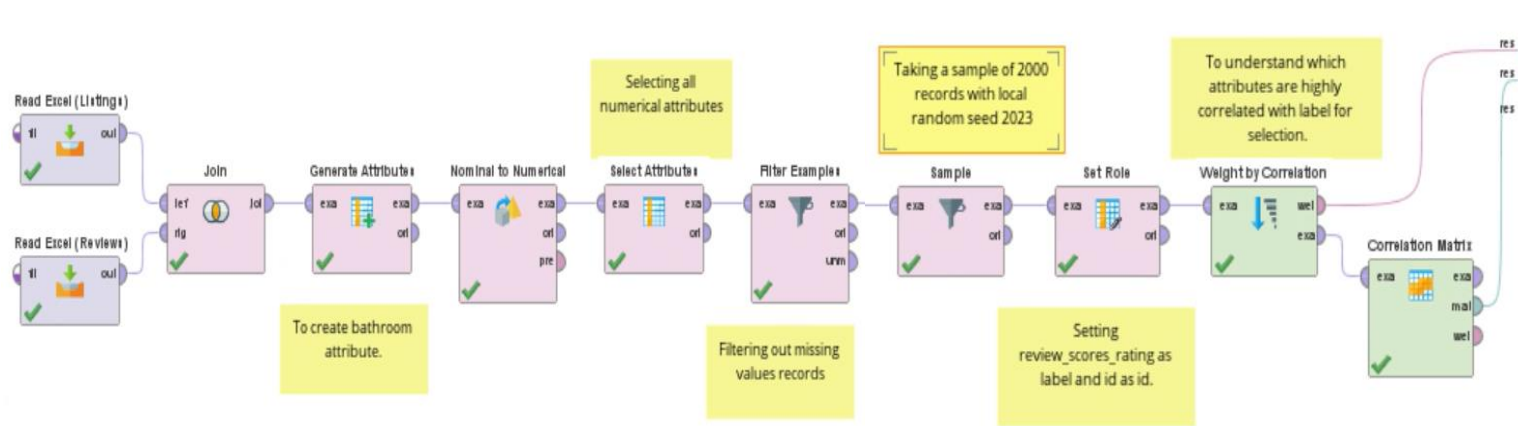 res
res
res
Selecting all
numerical attributes
Taking a sample of 2000
records with local
random seed 2023
To understand which
attributes are highly
correlated with label for
selection.
Read Excel (Listings)
fil
out
Join
lef
rig
joi
Generate Attributes
exa
exa
ori
Nominal to Numerical
exa
exa
ori
pre
Select Attributes
exa
exa
ori
Filter Examples
exa
exa
ori
unm
Sample
exa
exa
ori
Set Role
exa
exa
ori
Weight by Correlation
exa
wei
exa
Read Excel (Reviews)
fil
out
Correlation Matrix
exa
exa
mat
wei
To create bathroom
attribute.
Filtering out missing
values records
Setting
review_scores_rating as
label and id as id.